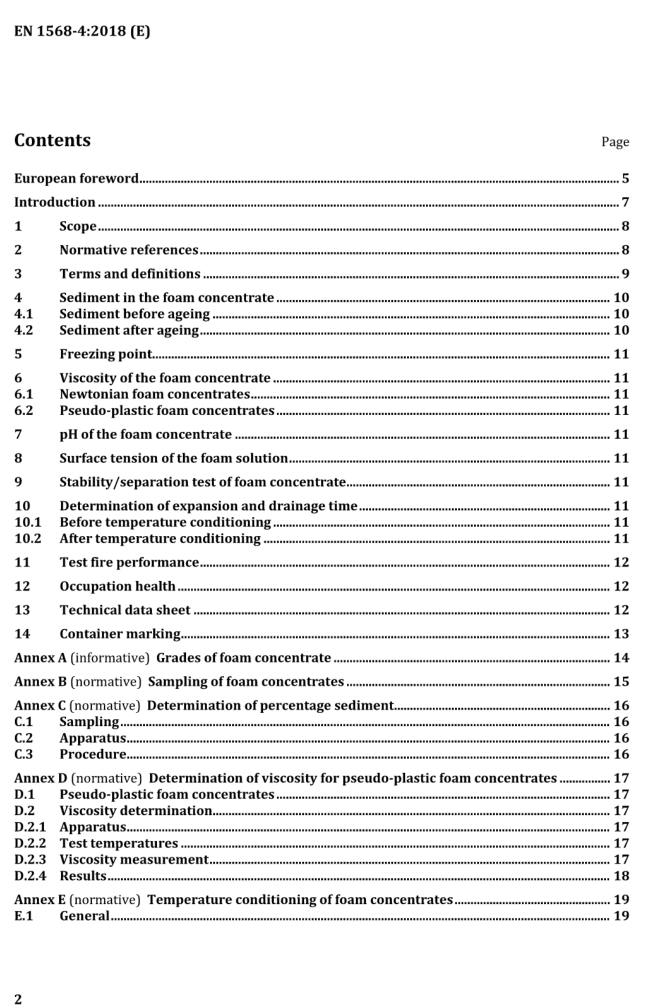 EN 1568-4:2018 (E)
Contents Page
European foreword 5
Introduction 7
1 Scope 8
2 Normative references 8
3 Terms and definitions 9
4 Sediment in the foam concentrate 10
4.1 Sediment before ageing 10
4.2 Sediment after ageing 10
5 Freezing point 11
6 Viscosity of the foam concentrate 11
6.1 Newtonian foam concentrates 11
6.2 Pseudo-plastic foam concentrates 11
7 pH of the foam concentrate 11
8 Surface tension of the foam solution 11
9 Stability/separation test of foam concentrate 11
10 Determination of expansion and drainage time 11
10.1 Before temperature conditioning 11
10.2 After temperature conditioning 11
11 Test fire performance 12
12 Occupation health 12
13 Technical data sheet 12
14 Container marking 13
Annex A (informative) Grades of foam concentrate 14
Annex B (normative) Sampling of foam concentrates 15
Annex C (normative) Determination of percentage sediment 16
C.1 Sampling 16
C.2 Apparatus 16
C.3 Procedure 16
Annex D (normative) Determination of viscosity for pseudo-plastic foam concentrates 17
D.1 Pseudo-plastic foam concentrates 17
D.2 Viscosity determination 17
D.2.1 Apparatus 17
D.2.2 Test temperatures 17
D.2.3 Viscosity measurement 17
D.2.4 Results 18
Annex E (normative) Temperature conditioning of foam concentrates 19
E.1 General 19
2